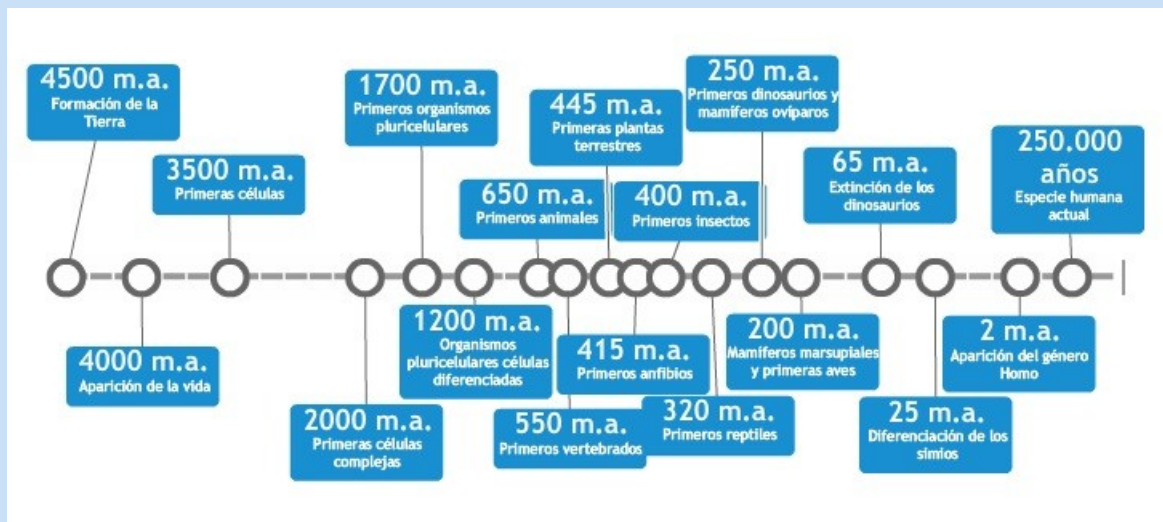 4500 m.a.
Formación de la
Tierra
4000 m.a.
Aparición de la vida
3500 m.a.
Primeras células
2000 m.a.
Primeras células
complejas
1700 m.a.
Primeros organismos
pluricelulares
1200 m.a.
Organismos
pluricelulares células
diferenciadas
650 m.a.
Primeros animales
550 m.a.
Primeros vertebrados
445 m.a.
Primeras plantas
terrestres
415 m.a.
Primeros anfibios
400 m.a.
Primeros insectos
320 m.a.
Primeros reptiles
250 m.a.
Primeros dinosaurios y
mamíferos ovíparos
200 m.a.
Mamíferos marsupiales
y primeras aves
65 m.a.
Extinción de los
dinosaurios
25 m.a.
Diferenciación de los
simios
2 m.a.
Aparición del género
Homo
250.000
años
Especie humana
actual